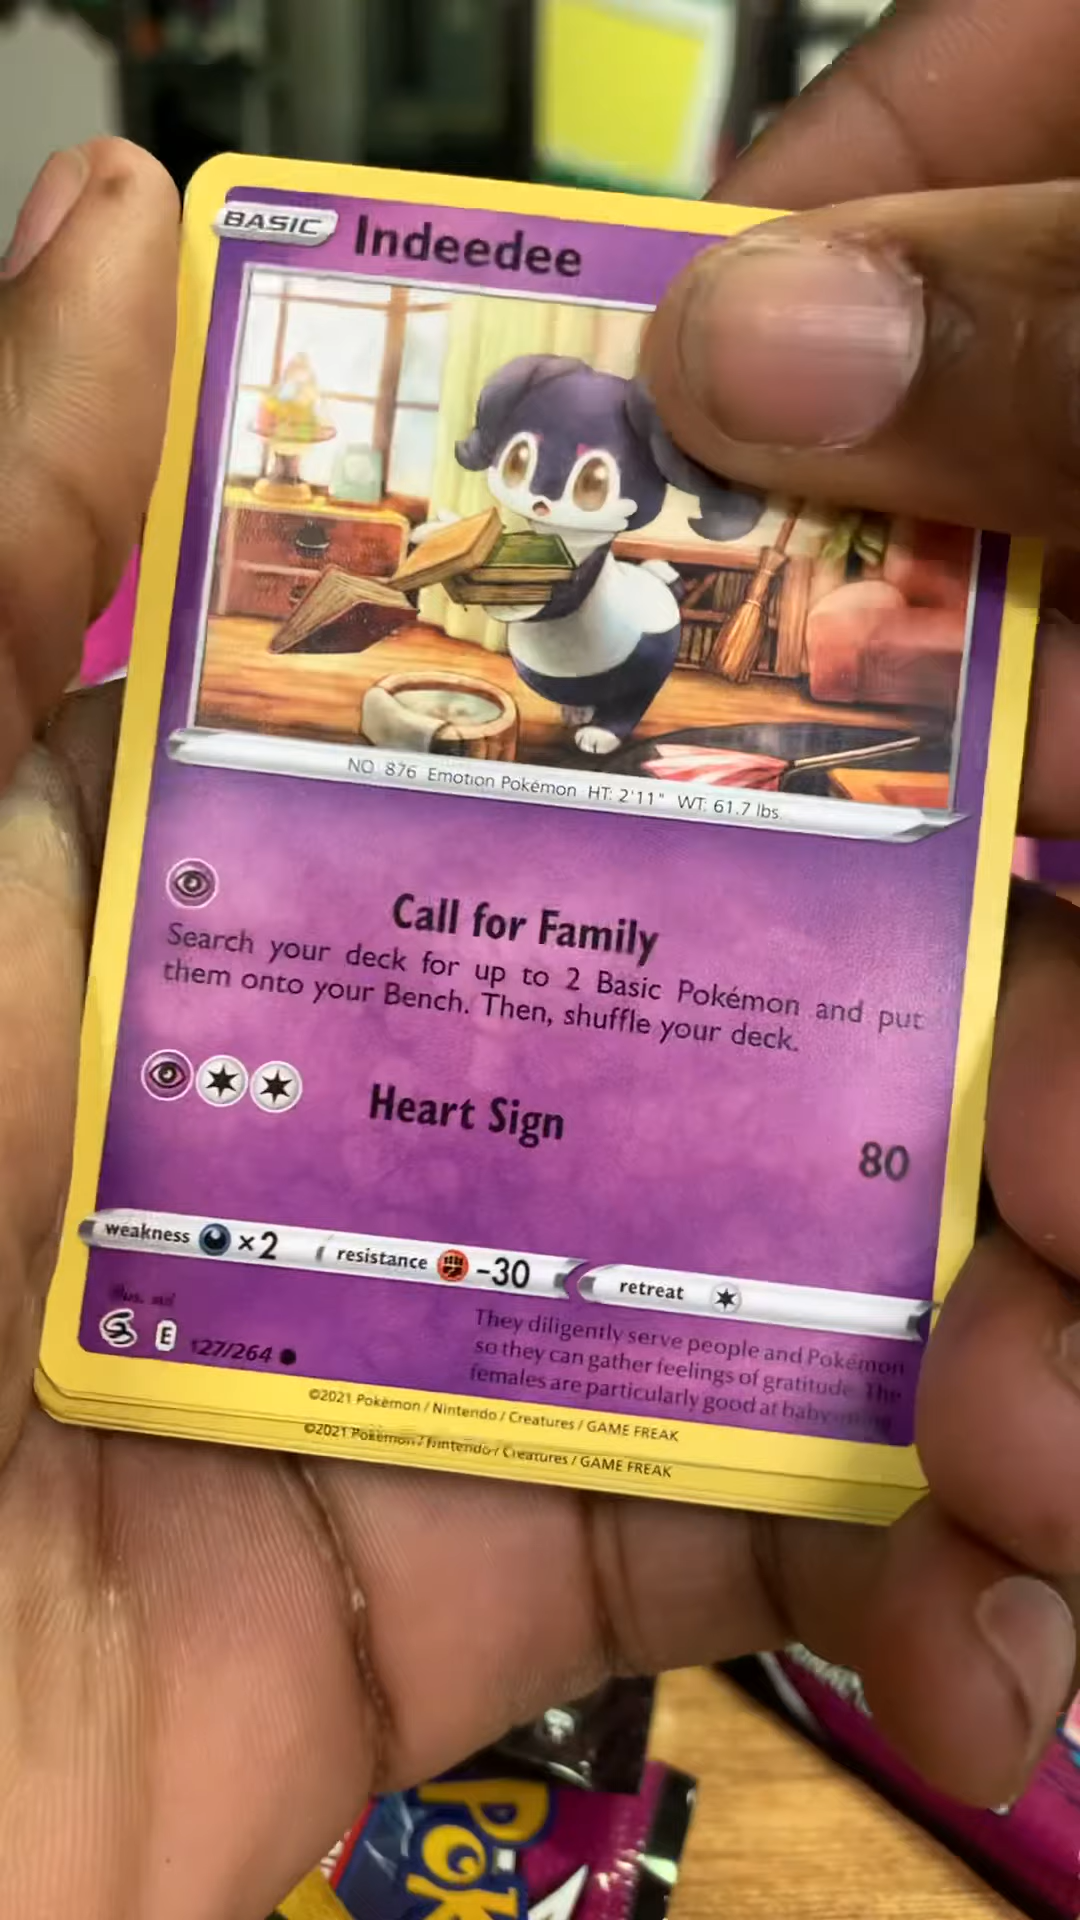 BASIC Indeedee
NO. 876 Emotion Pokémon HT: 2'11" WT: 61.7 lbs.
Call for Family
Search your deck for up to 2 Basic Pokémon and put
them onto your Bench. Then, shuffle your deck.
Heart Sign
80
weakness ×2 resistance -30 retreat
They diligently serve people and Pokémon
so they can gather feelings of gratitude. The
females are particularly good at
E 127/264
©2021 Pokémon / Nintendo / Creatures / GAME FREAK
©2021 Pokémon / Nintendo / Creatures / GAME FREAK